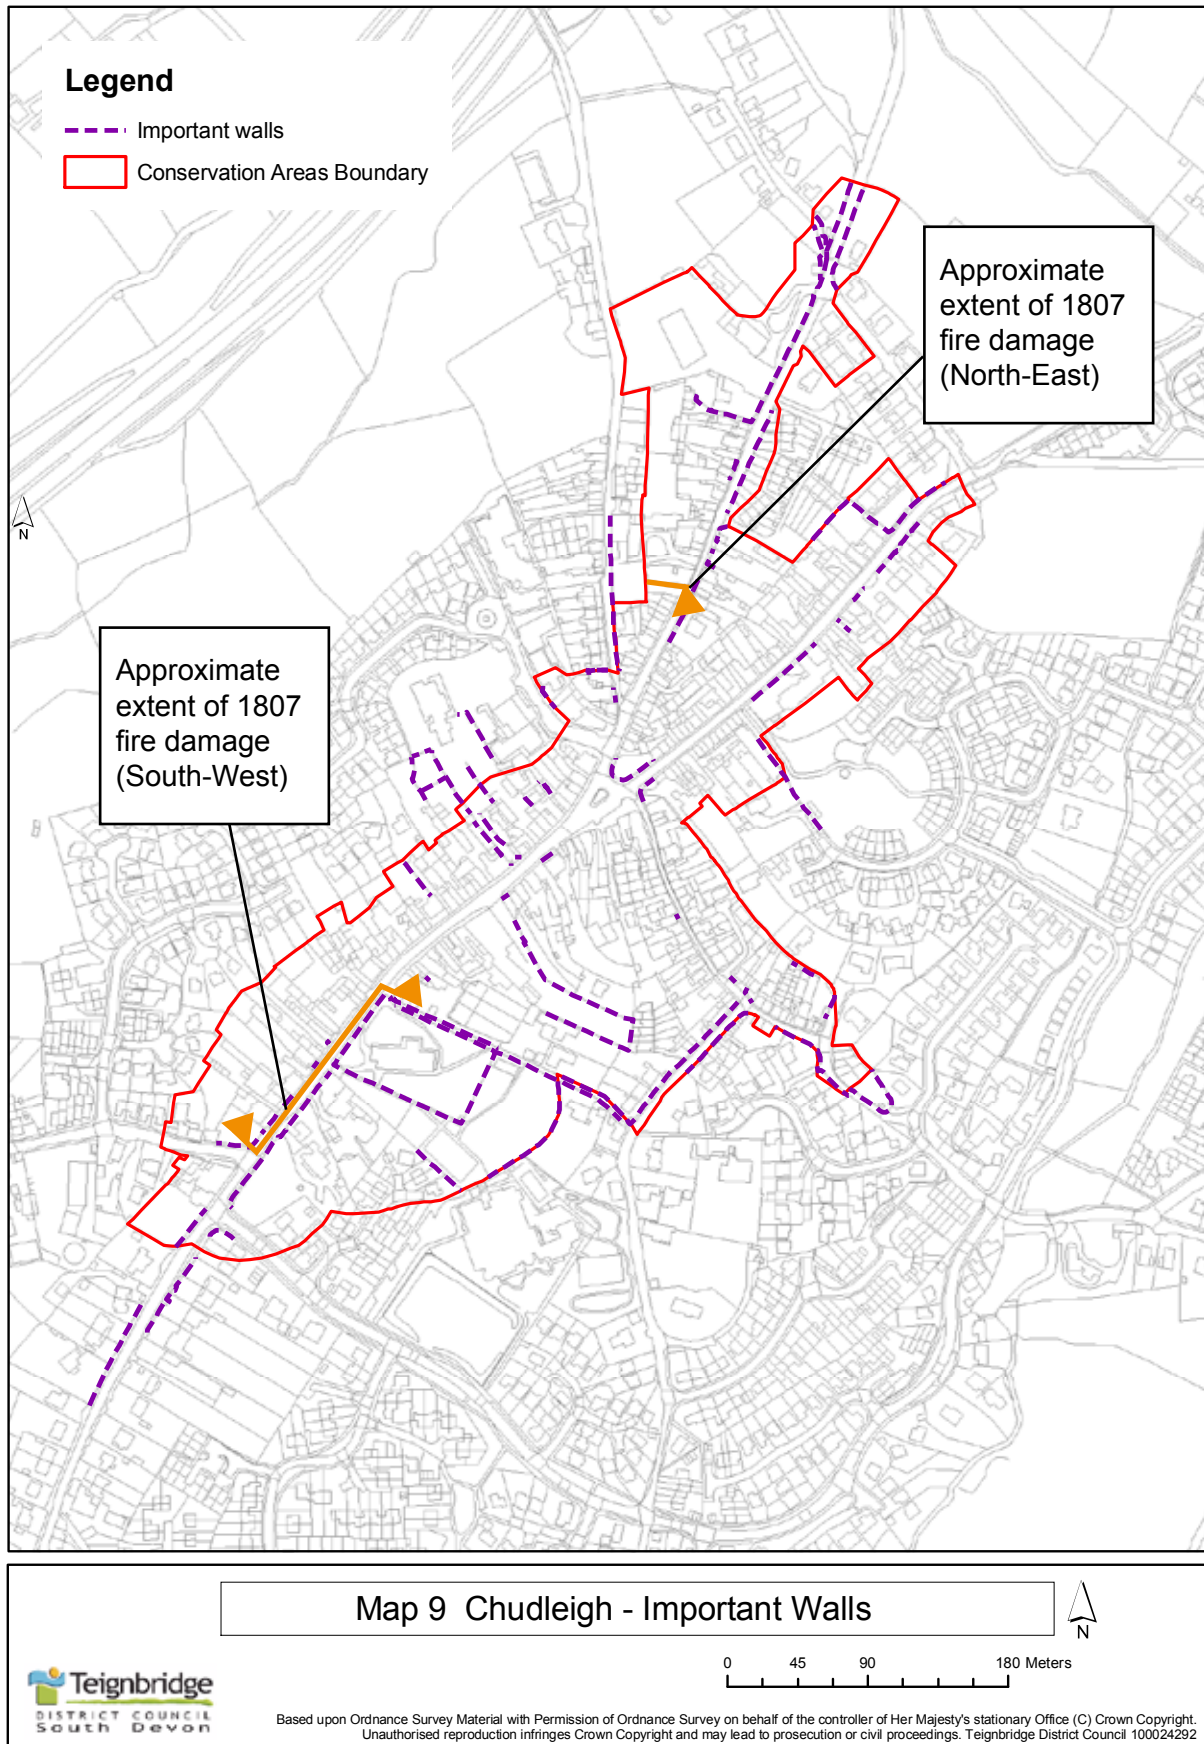 Legend
Important walls
Conservation Areas Boundary
Approximate
extent of 1807
fire damage
(North-East)
N
Approximate
extent of 1807
fire damage
(South-West)
Map 9 Chudleigh - Important Walls
N
0 45 90 180 Meters
Teignbridge
DISTRICT COUNCIL
South Devon
Based upon Ordnance Survey Material with Permission of Ordnance Survey on behalf of the controller of Her Majesty's stationary Office (C) Crown Copyright.
Unauthorised reproduction infringes Crown Copyright and may lead to prosecution or civil proceedings. Teignbridge District Council 100024292